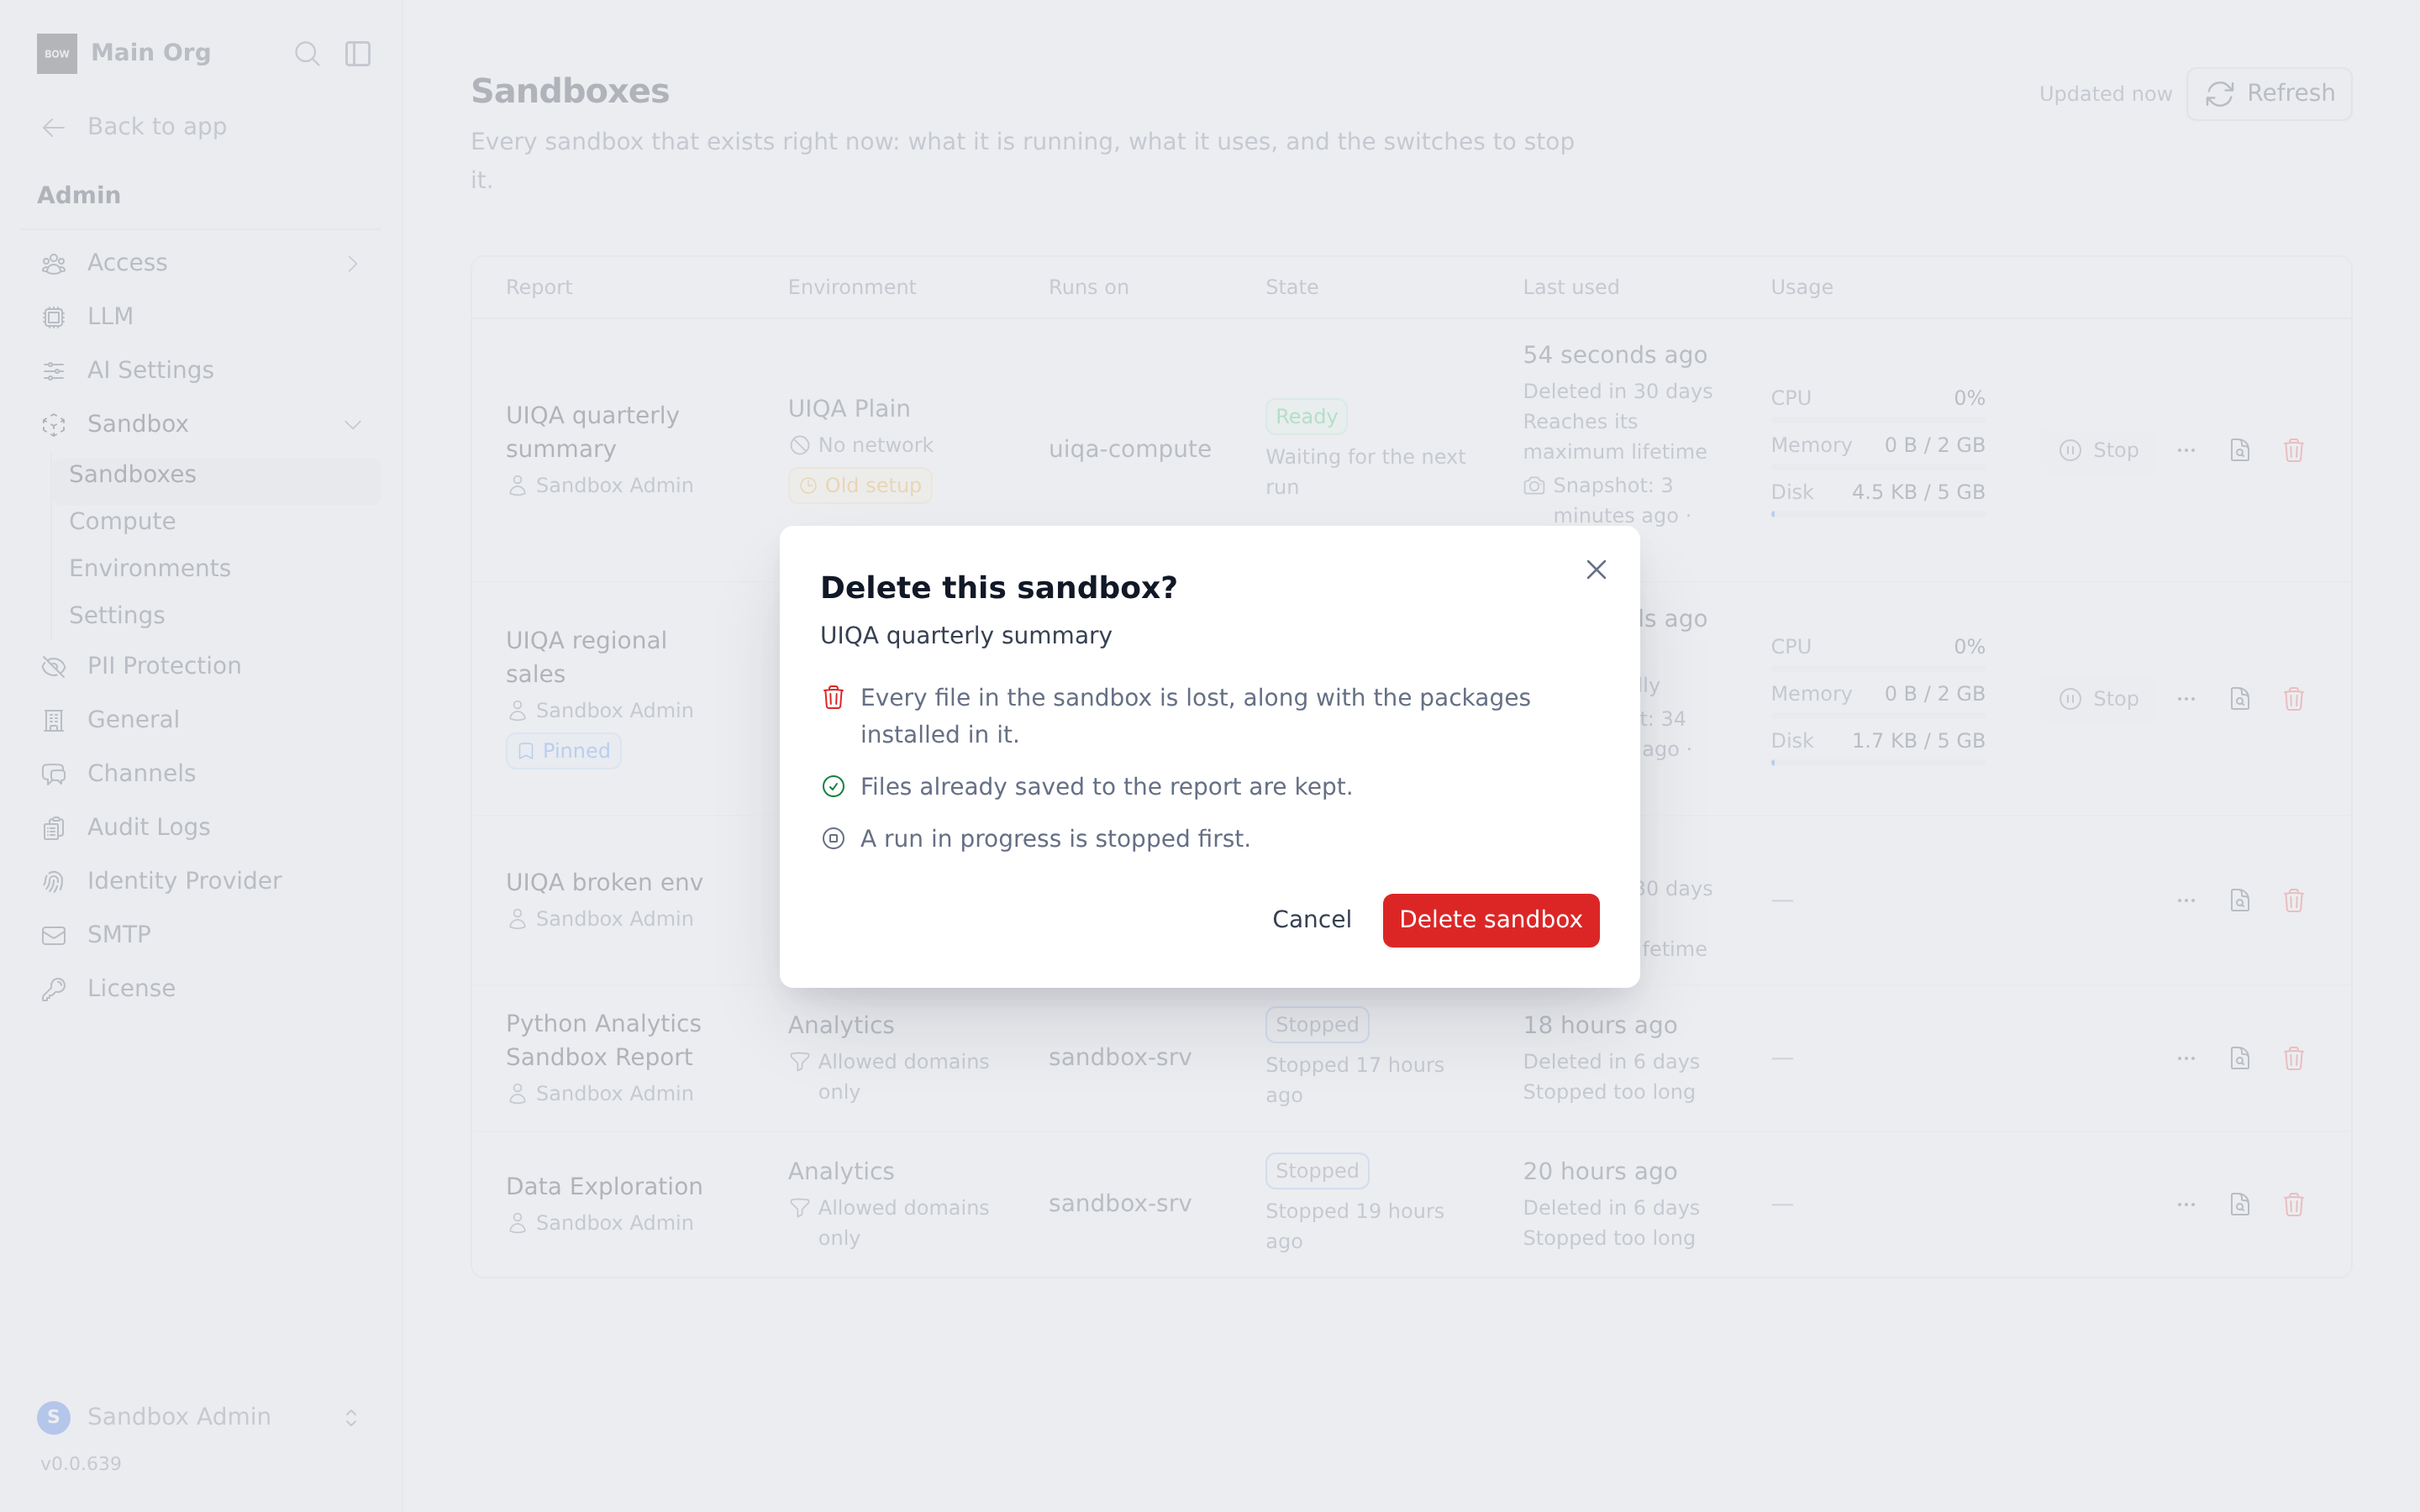 BOW
Main Org
Back to app
Admin
Access
LLM
AI Settings
Sandbox
Sandboxes
Compute
Environments
Settings
PII Protection
General
Channels
Audit Logs
Identity Provider
SMTP
License
S
Sandbox Admin
v0.0.639
Sandboxes
Updated now
Refresh
Every sandbox that exists right now: what it is running, what it uses, and the switches to stop
it.
Report
Environment
Runs on
State
Last used
Usage
UIQA quarterly
summary
Sandbox Admin
UIQA Plain
No network
Old setup
uiqa-compute
Ready
Waiting for the next
run
54 seconds ago
Deleted in 30 days
Reaches its
maximum lifetime
Snapshot: 3
minutes ago ·
CPU 0%
Memory 0 B / 2 GB
Disk 4.5 KB / 5 GB
Stop
UIQA regional
sales
Sandbox Admin
Pinned
ago
34
ago ·
CPU 0%
Memory 0 B / 2 GB
Disk 1.7 KB / 5 GB
Stop
UIQA broken env
Sandbox Admin
30 days
—
Delete this sandbox?
UIQA quarterly summary
Every file in the sandbox is lost, along with the packages
installed in it.
Files already saved to the report are kept.
A run in progress is stopped first.
Cancel
Delete sandbox
Python Analytics
Sandbox Report
Sandbox Admin
Analytics
Allowed domains
only
sandbox-srv
Stopped
Stopped 17 hours
ago
18 hours ago
Deleted in 6 days
Stopped too long
—
Data Exploration
Sandbox Admin
Analytics
Allowed domains
only
sandbox-srv
Stopped
Stopped 19 hours
ago
20 hours ago
Deleted in 6 days
Stopped too long
—